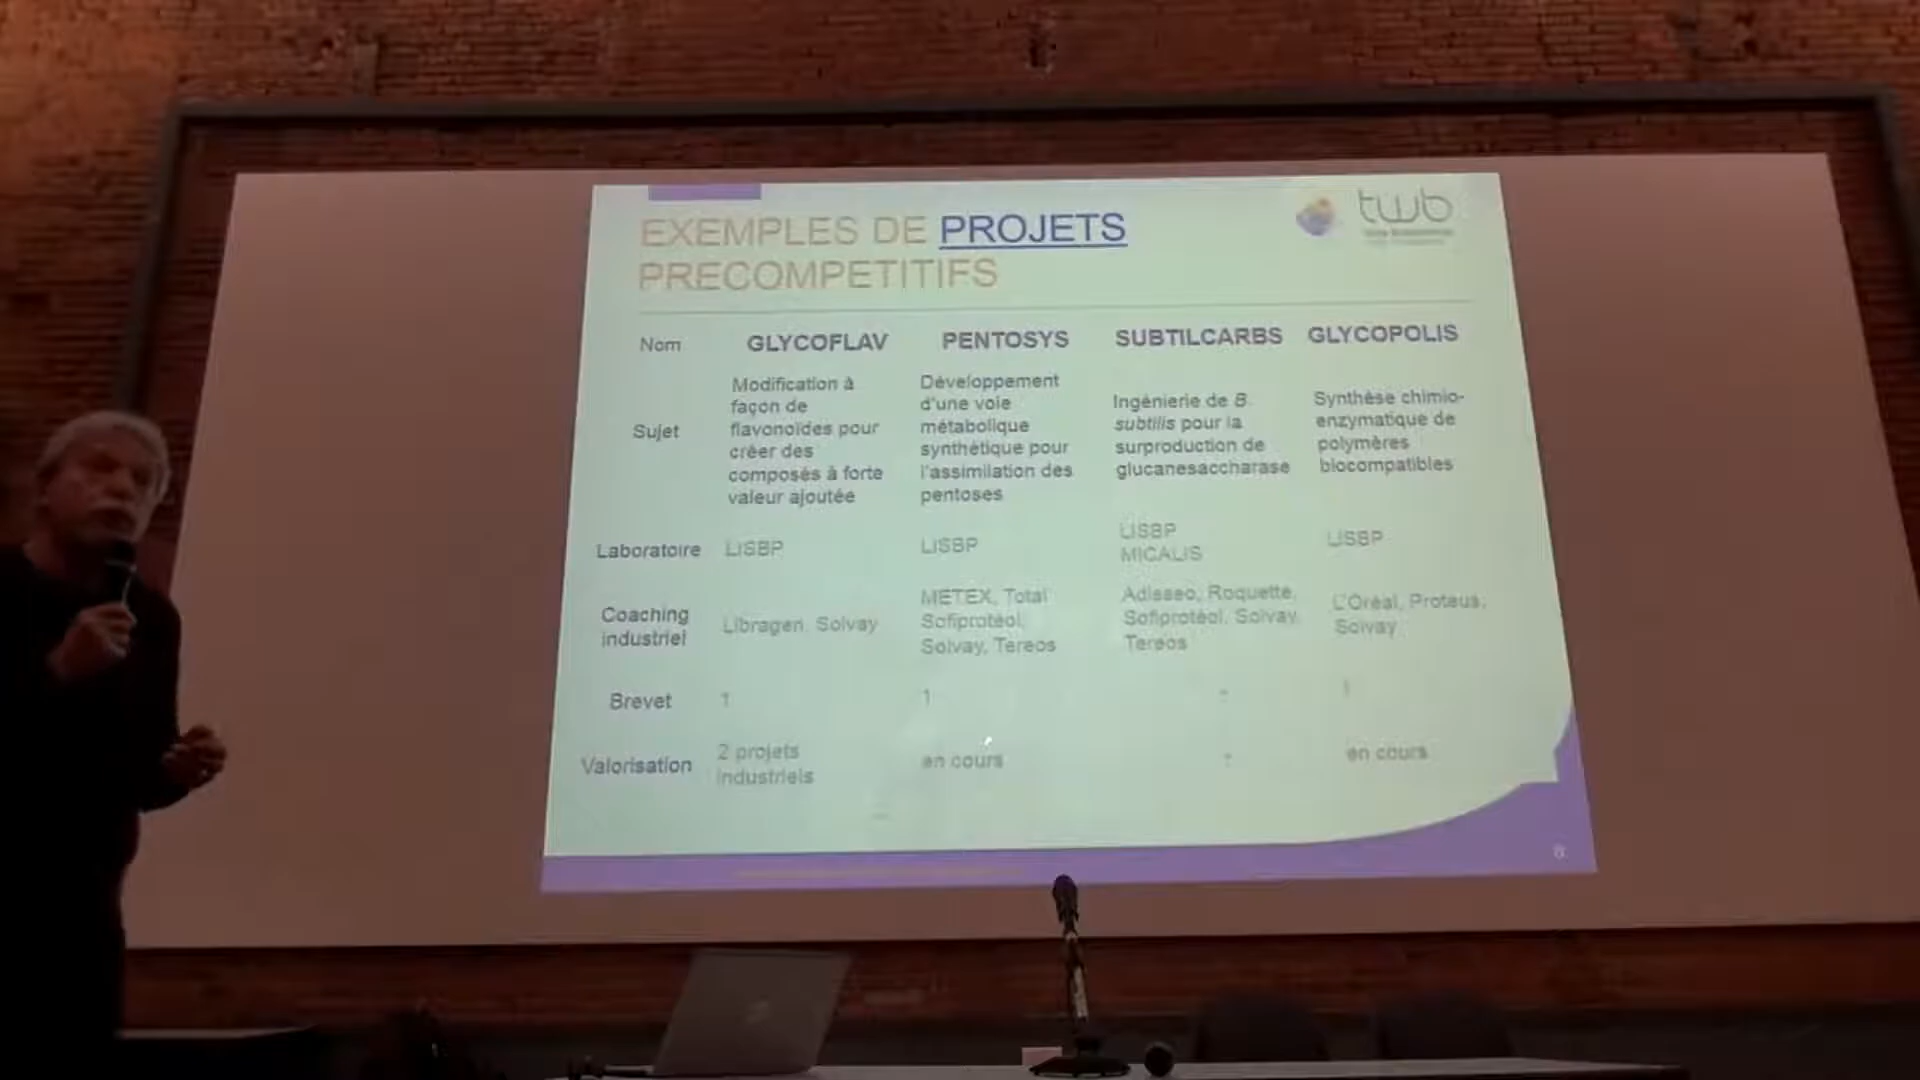 EXEMPLES DE PROJETS
PRECOMPETITIFS
twb
Nom
GLYCOFLAV
PENTOSYS
SUBTILCARBS
GLYCOPOLIS
Sujet
Modification à
façon de
flavonoïdes pour
créer des
composés à forte
valeur ajoutée
Développement
d'une voie
métabolique
synthétique pour
l'assimilation des
pentoses
Ingénierie de B.
subtilis pour la
surproduction de
glucanesaccharase
Synthèse chimio-
enzymatique de
polymères
biocompatibles
Laboratoire
LISBP
LISBP
LISBP
MICALIS
LISBP
Coaching
industriel
Libragen, Solvay
METEX, Total
Sofiprotéol,
Solvay, Tereos
Adisseo, Roquette,
Sofiprotéol, Solvay,
Tereos
L'Oréal, Proteus,
Solvay
Brevet
1
1
-
1
Valorisation
2 projets
industriels
en cours
-
en cours